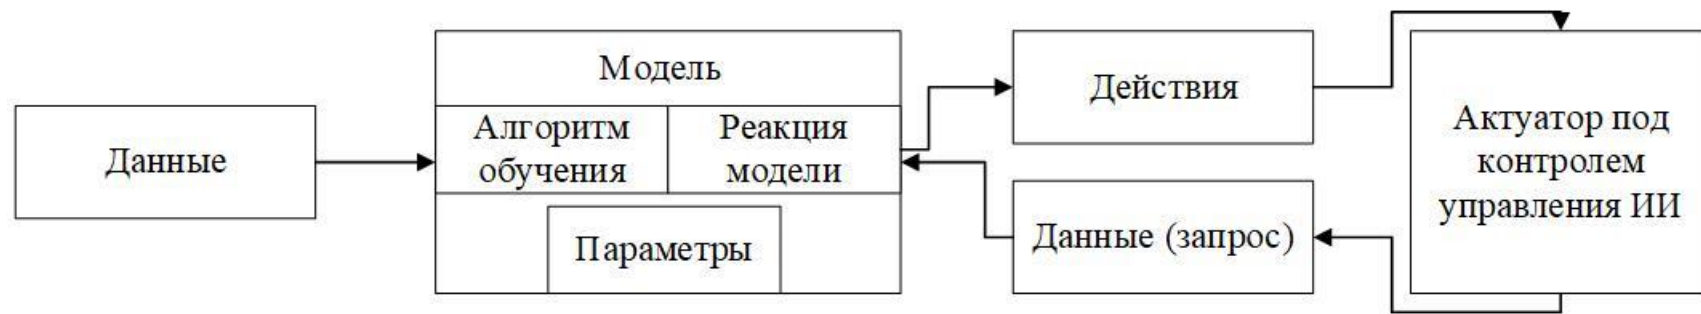 Данные
Модель
Алгоритм
обучения
Реакция
модели
Параметры
Действия
Данные (запрос)
Актуатор под
контролем
управления ИИ